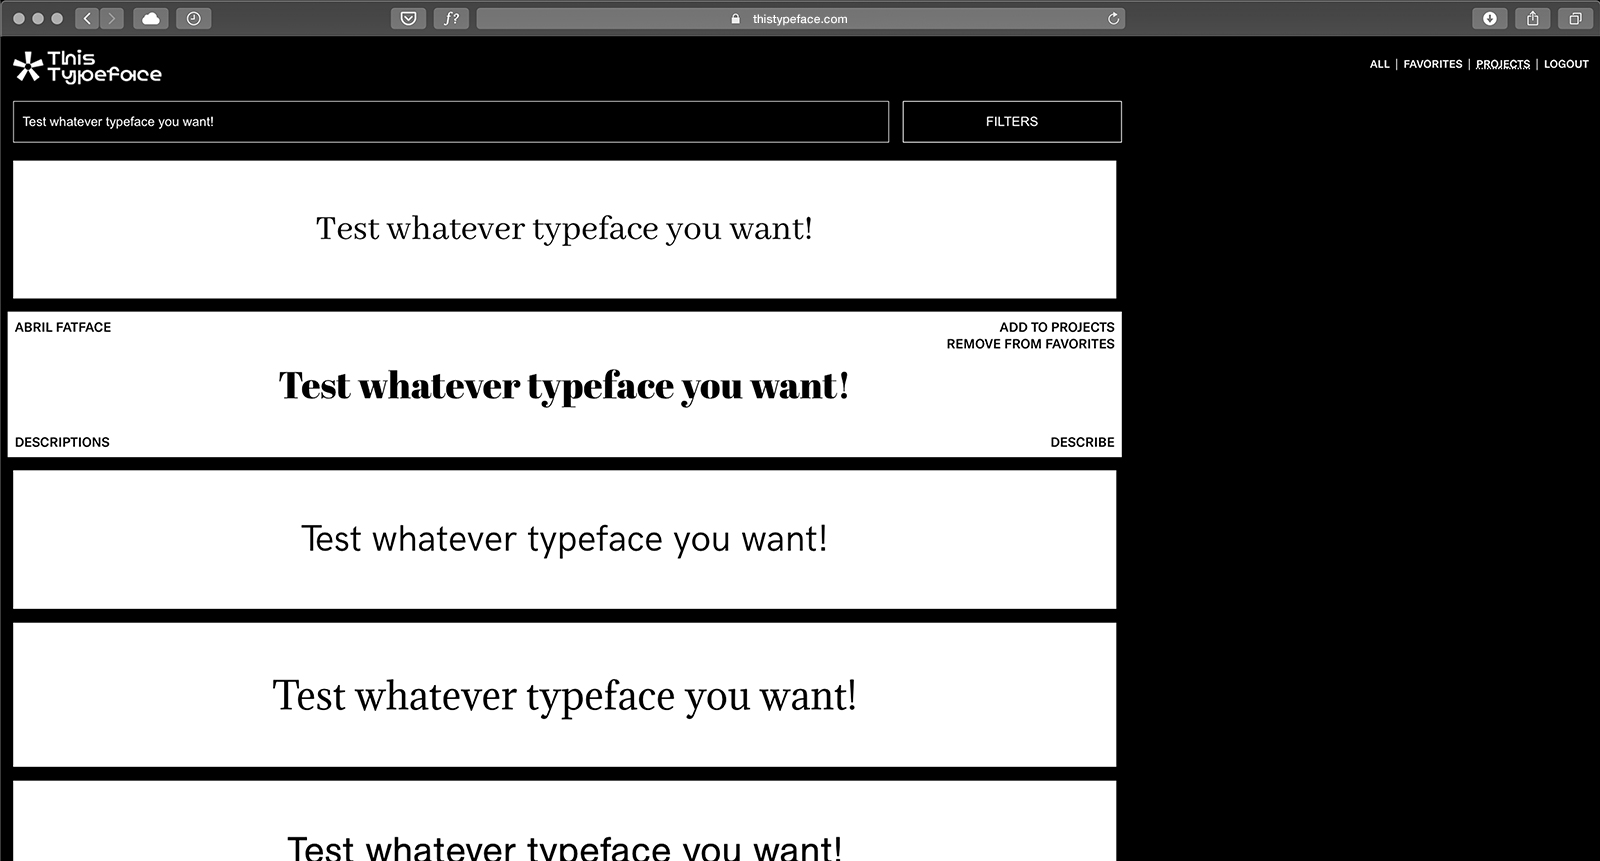 f?
thistypeface.com
This
Typeface
ALL | FAVORITES | PROJECTS | LOGOUT
Test whatever typeface you want!
FILTERS
Test whatever typeface you want!
ABRIL FATFACE
ADD TO PROJECTS
REMOVE FROM FAVORITES
Test whatever typeface you want!
DESCRIPTIONS
DESCRIBE
Test whatever typeface you want!
Test whatever typeface you want!
Test whatever typeface you want!